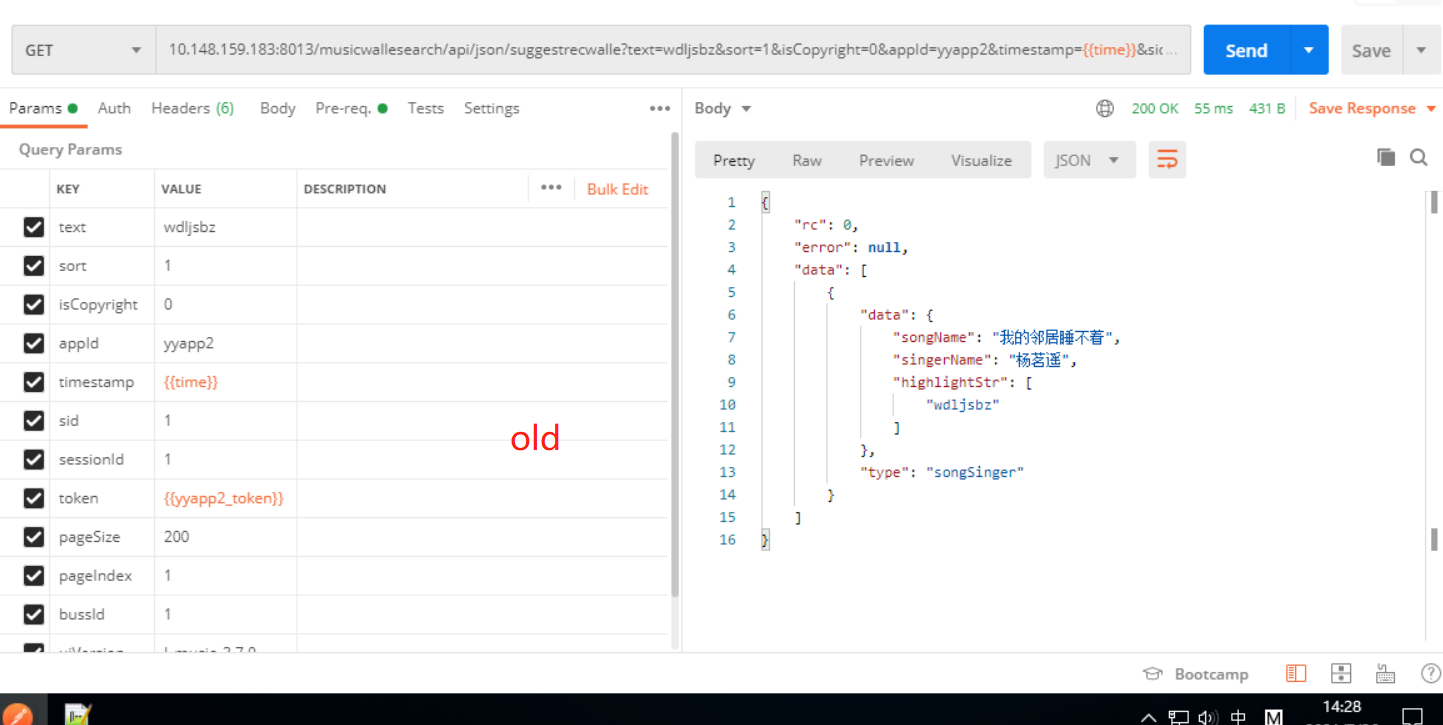 GET
10.148.159.183:8013/musicwallesearch/api/json/suggestrecwalle?text=wdljsbz&sort=1&isCopyright=0&appId=yyapp2&timestamp={{time}}&sic...
Send
Save
Params
Auth
Headers (6)
Body
Pre-req.
Tests
Settings
Query Params
KEY VALUE DESCRIPTION Bulk Edit
text wdljsbz
sort 1
isCopyright 0
appId yyapp2
timestamp {{time}}
sid 1
sessionId 1
token {{yyapp2_token}}
pageSize 200
pageIndex 1
bussId 1
old
Body
200 OK 55 ms 431 B Save Response
Pretty Raw Preview Visualize JSON
1 {
2 "rc": 0,
3 "error": null,
4 "data": [
5 {
6 "data": {
7 "songName": "我的邻居睡不着",
8 "singerName": "杨茗遥",
9 "highlightStr": [
10 "wdljsbz"
11 ]
12 },
13 "type": "songSinger"
14 }
15 ]
16 }
Bootcamp
中
M
14:28